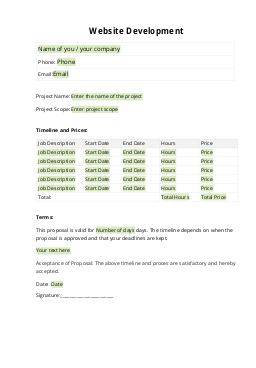 Website Development
Name of you / your company
Phone: Phone
Email:Email
Project Name: Enter the name of the project
Project Scope: Enter project scope
Timeline and Prices:
Job Description Start Date End Date Hours Price
Job Description Start Date End Date Hours Price
Job Description Start Date End Date Hours Price
Job Description Start Date End Date Hours Price
Job Description Start Date End Date Hours Price
Job Description Start Date End Date Hours Price
Total: Total Hours Total Price
Terms:
This proposal is valid for Number of days days. The timeline depends on when the
proposal is approved and that your deadlines are kept.
Your text here
Acceptance of Proposal: The above timeline and prices are satisfactory and hereby
accepted.
Date: Date
Signature:____________________